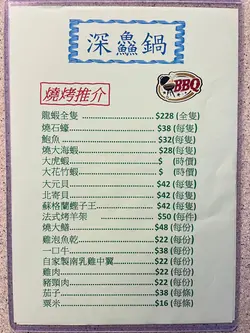 深鱻鍋
燒烤推介
BBQ
龍蝦全隻 ........................ $228 (全隻)
燒石蠔 ........................ $38 (每隻)
鮑魚 ........................ $32(每隻)
燒大海蝦 ........................ $28(每隻)
大虎蝦 ........................ $ (時價)
大花竹蝦 ........................ $ (時價)
大元貝 ........................ $42 (每隻)
北寄貝 ........................ $42 (每隻)
蘇格蘭蟶子王 ........................ $42 (每隻)
法式烤羊架 ........................ $50 (每件)
燒大鱔 ........................ $48 (每份)
雞泡魚乾 ........................ $22 (每份)
一口牛 ........................ $38 (每份)
自家製南乳雞中翼 ........................ $22 (每份)
雞肉 ........................ $22 (每份)
豬頸肉 ........................ $22 (每份)
茄子 ........................ $38 (每條)
粟米 ........................ $16 (每條)